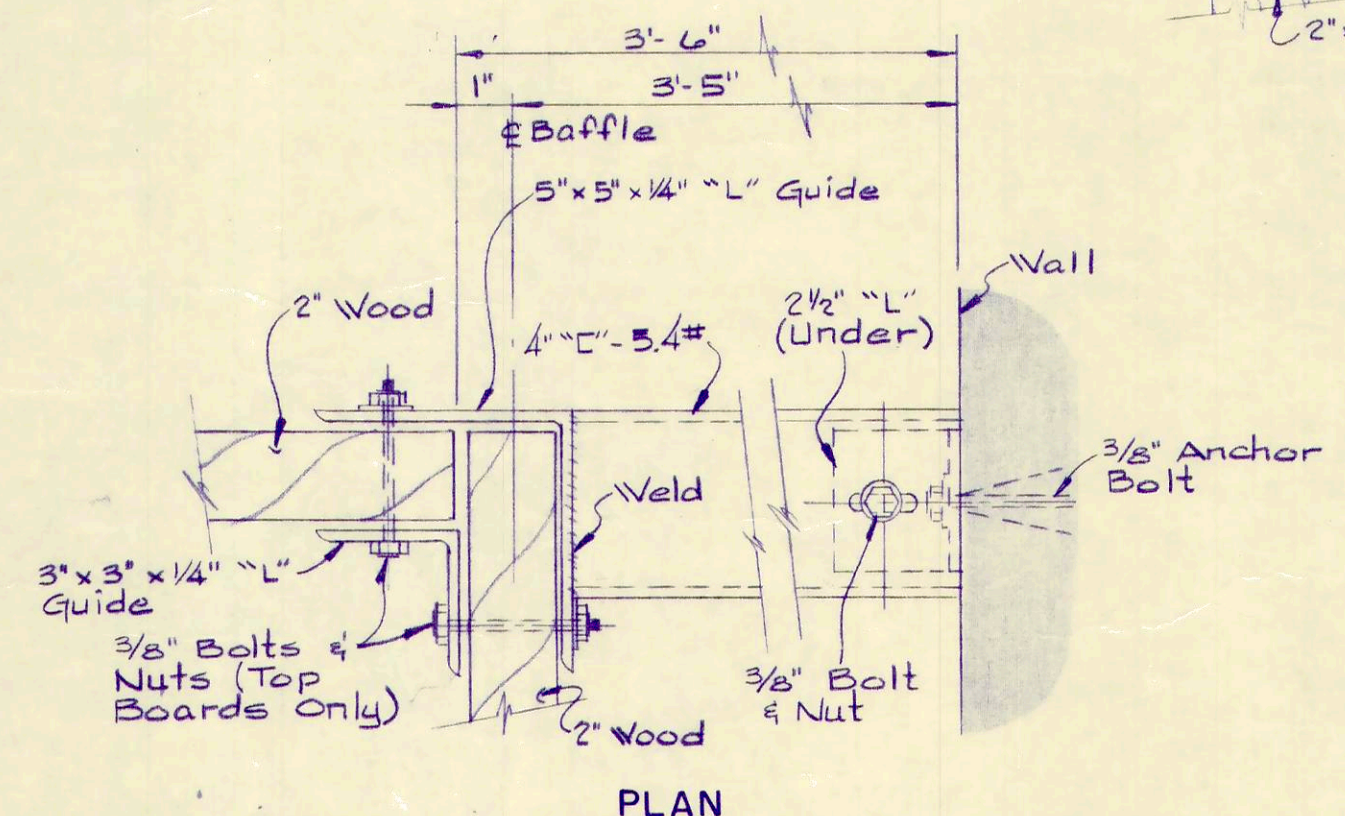 3'-6"
2"
1"
3'-5"
℄ Baffle
5" x 5" x 1/4" "L" Guide
Wall
2" Wood
2 1/2" "L"
(Under)
4" "C" - 5.4#
3/8" Anchor
Bolt
Weld
3" x 3" x 1/4" "L"
Guide
3/8" Bolts &
Nuts (Top
Boards Only)
3/8" Bolt
& Nut
2" Wood
PLAN